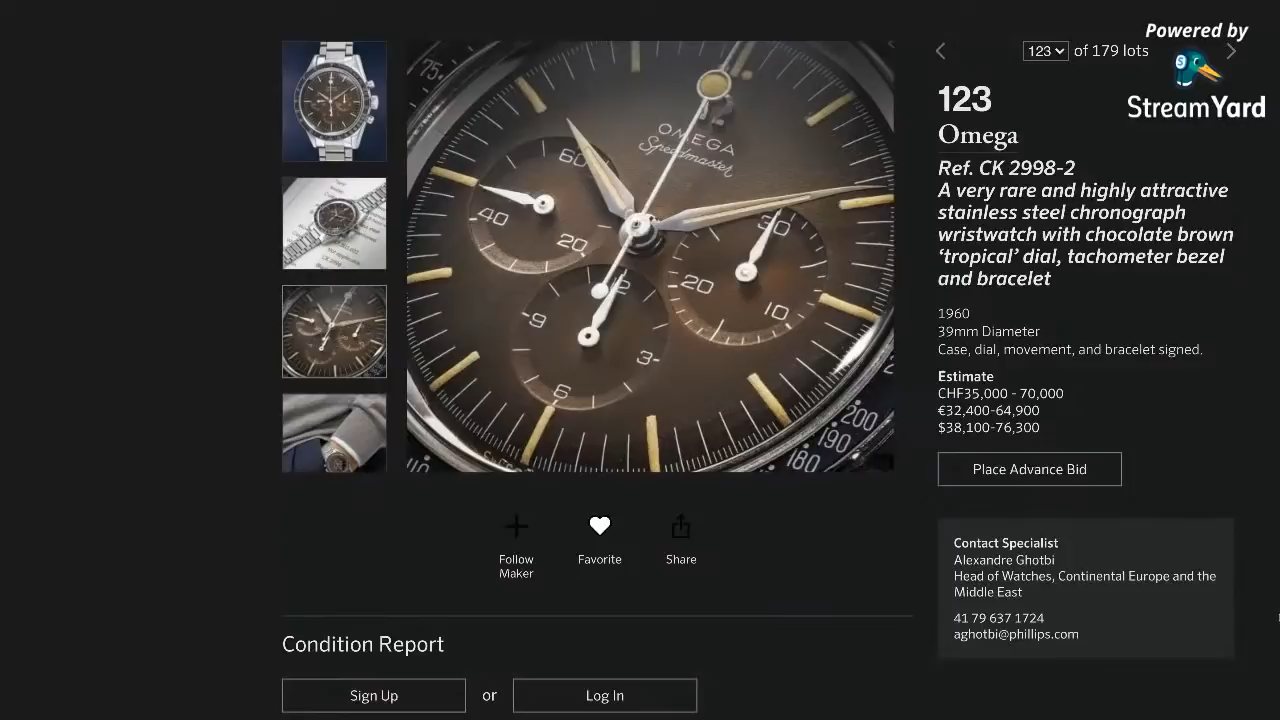 Powered by
StreamYard
123 of 179 lots
123
Omega
Ref. CK 2998-2
A very rare and highly attractive
stainless steel chronograph
wristwatch with chocolate brown
‘tropical’ dial, tachometer bezel
and bracelet
1960
39mm Diameter
Case, dial, movement, and bracelet signed.
Estimate
CHF35,000 - 70,000
€32,400-64,900
$38,100-76,300
Place Advance Bid
Contact Specialist
Alexandre Ghotbi
Head of Watches, Continental Europe and the
Middle East
41 79 637 1724
aghotbi@phillips.com
75
12
OMEGA
Speedmaster
60
40
20
30
20
10
12
9
3
6
200
190
180
Follow
Maker
Favorite
Share
Condition Report
Sign Up or Log In